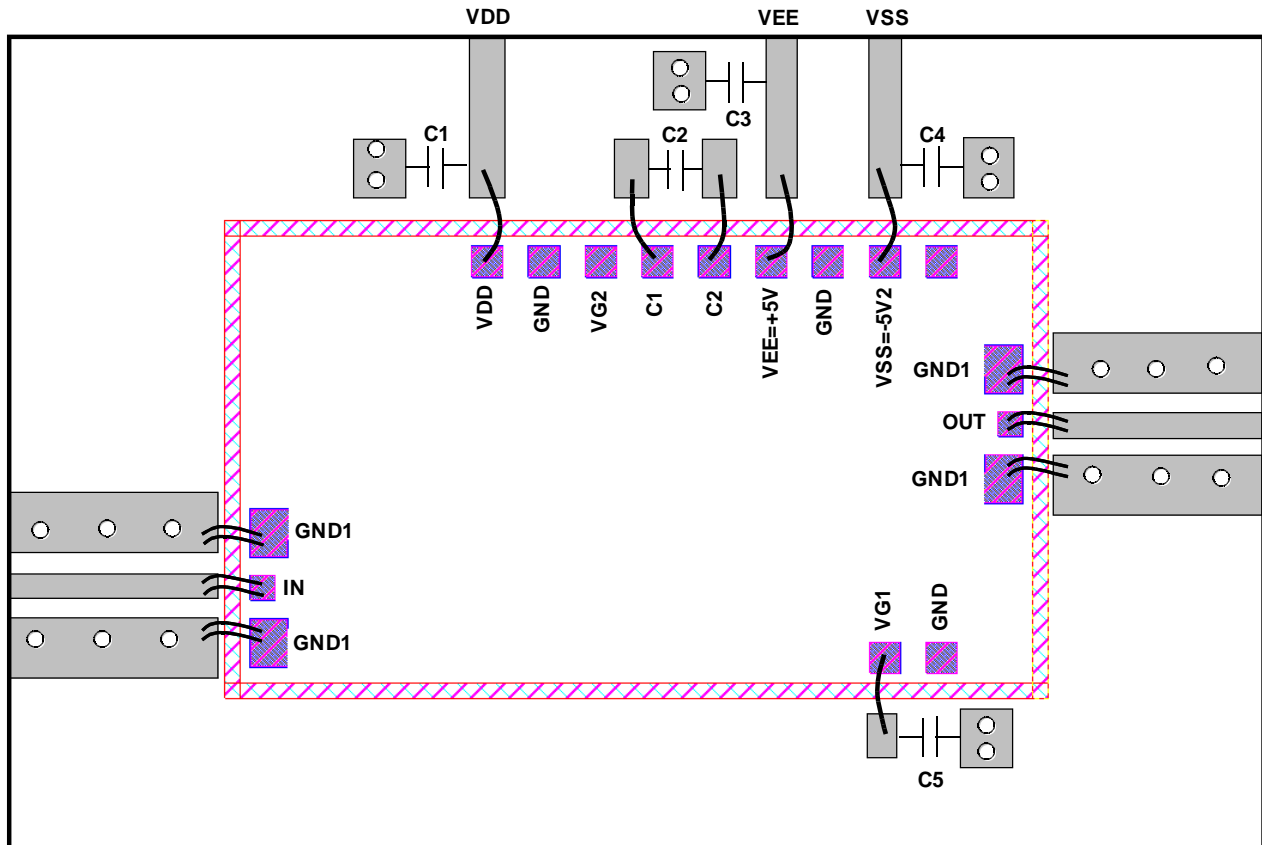 VDD
VEE
VSS
C3
C1
C2
C4
VDD
GND
VG2
C1
C2
VEE=+5V
GND
VSS=-5V2
GND1
OUT
GND1
GND1
IN
GND1
VG1
GND
C5